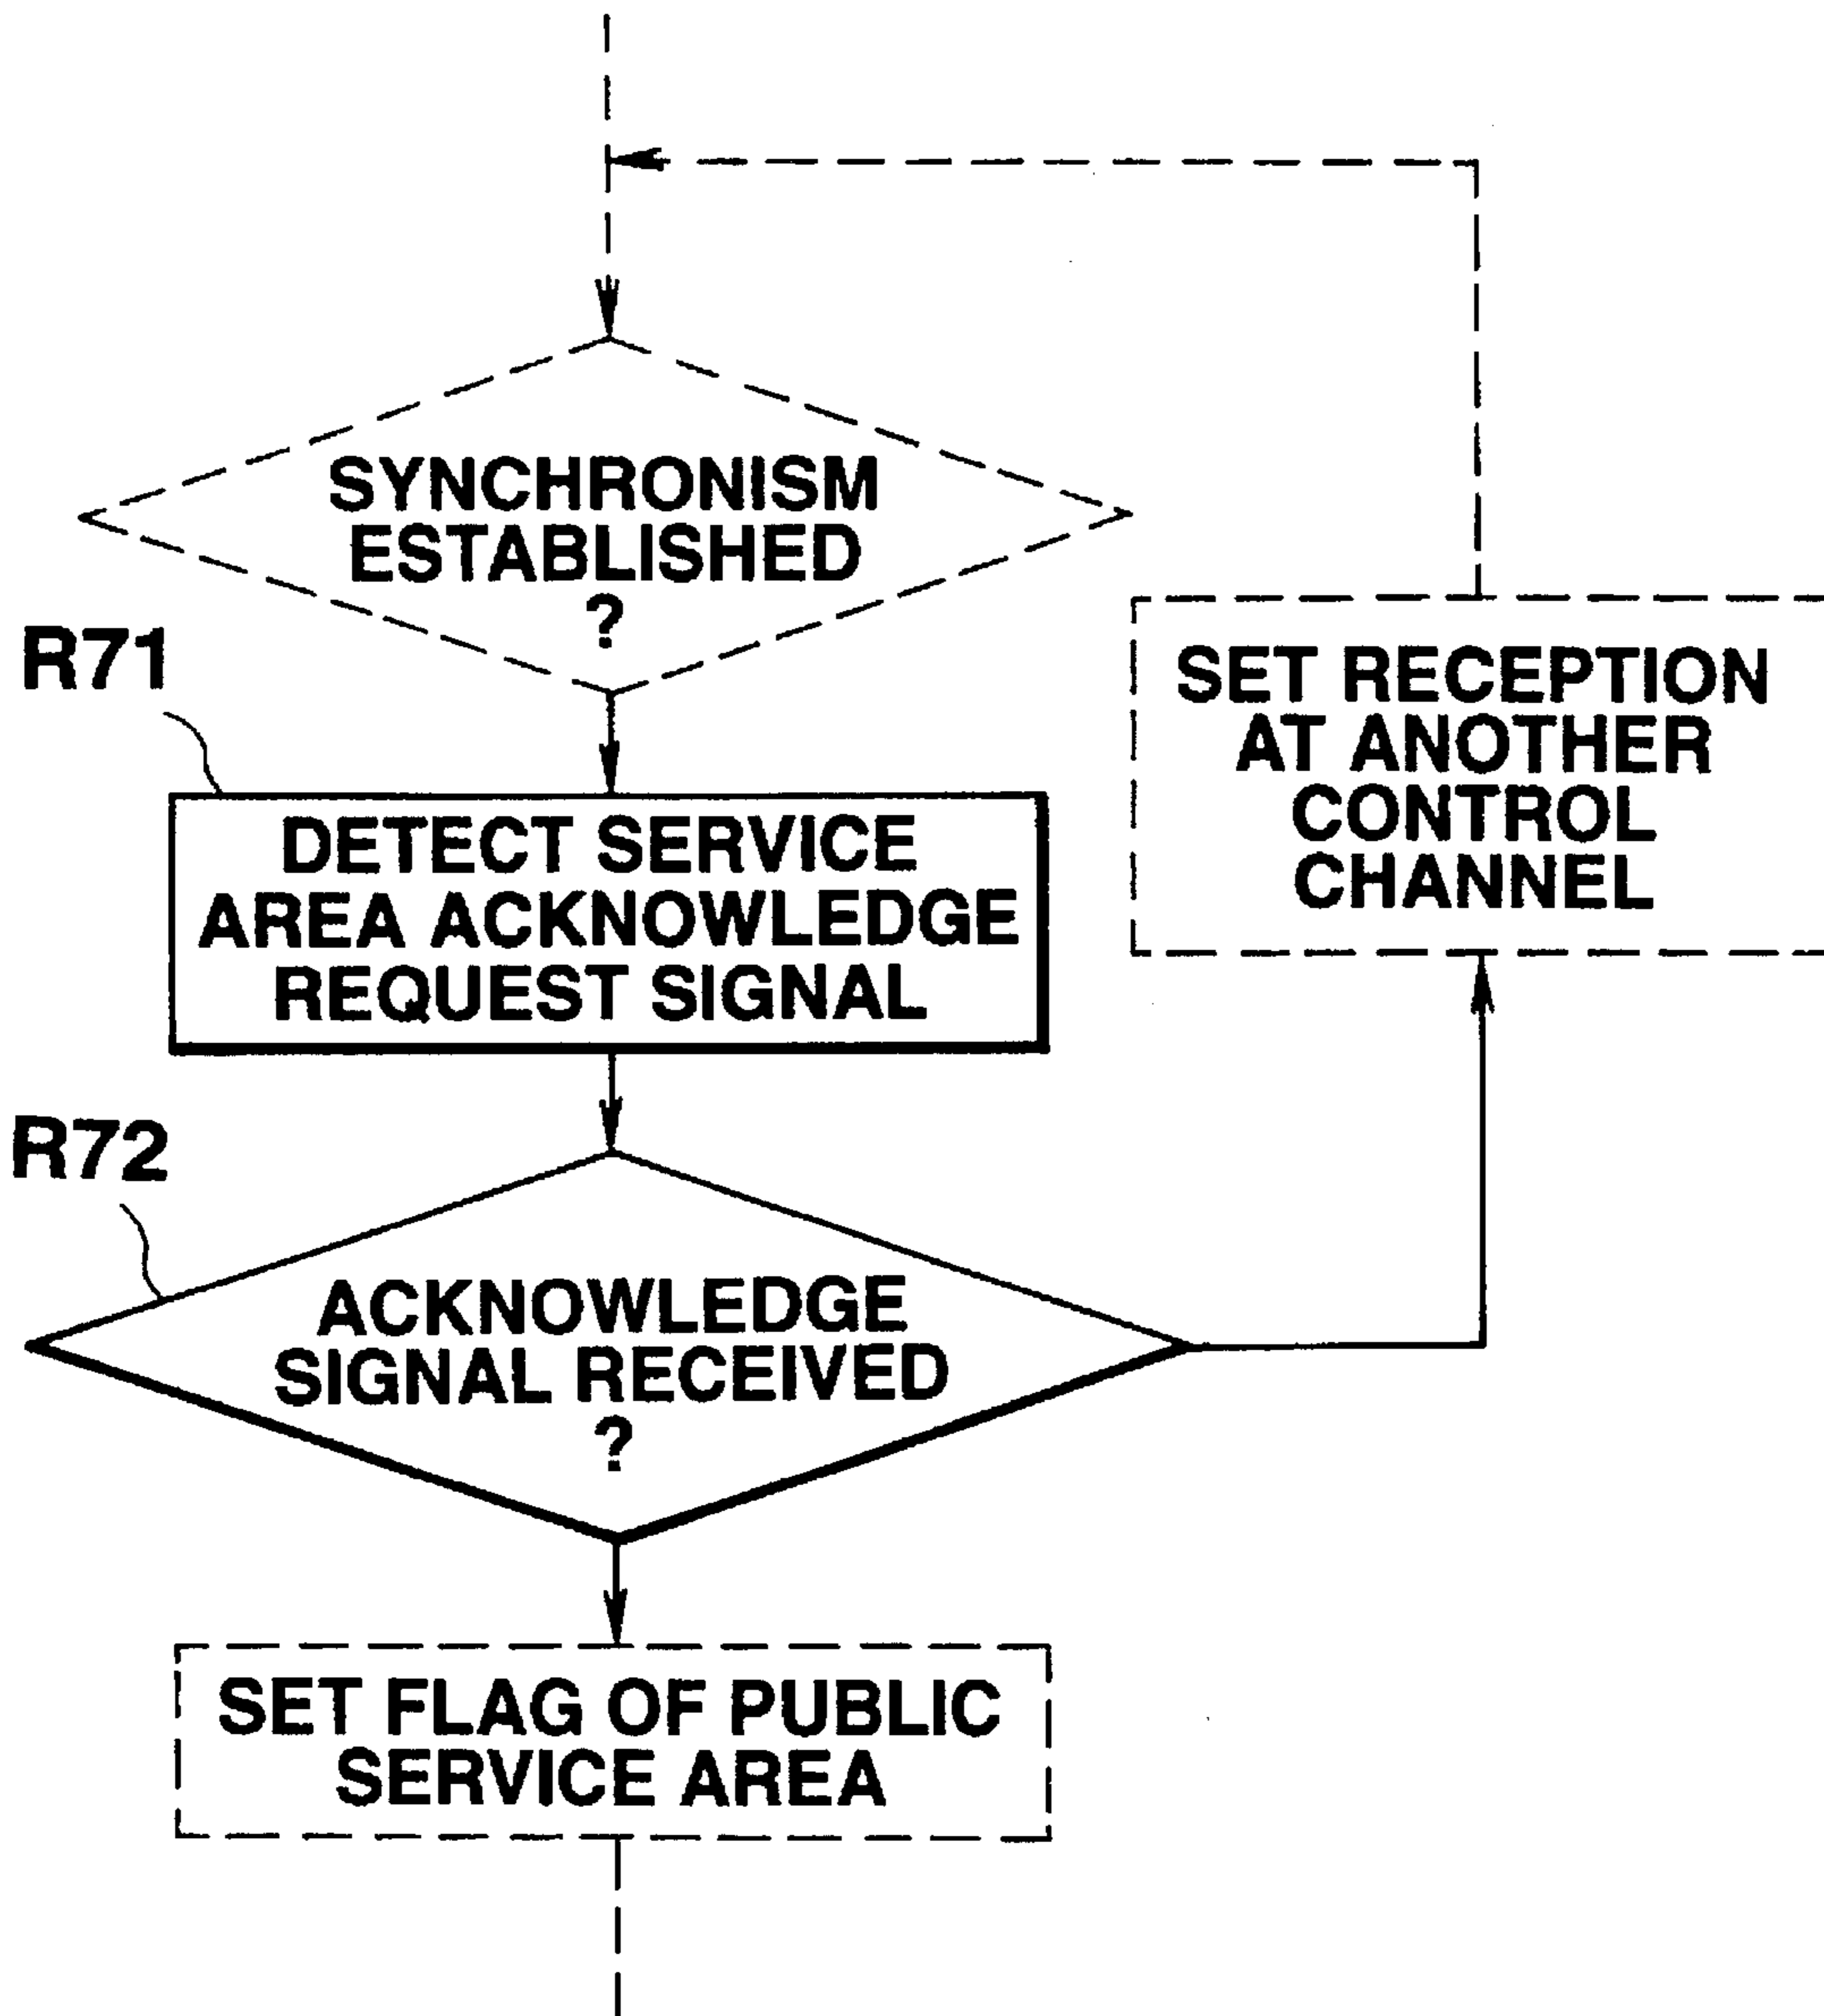 SYNCHRONISM
ESTABLISHED
?
R71
SET RECEPTION
AT ANOTHER
CONTROL
CHANNEL
DETECT SERVICE
AREA ACKNOWLEDGE
REQUEST SIGNAL
R72
ACKNOWLEDGE
SIGNAL RECEIVED
?
SET FLAG OF PUBLIC
SERVICE AREA